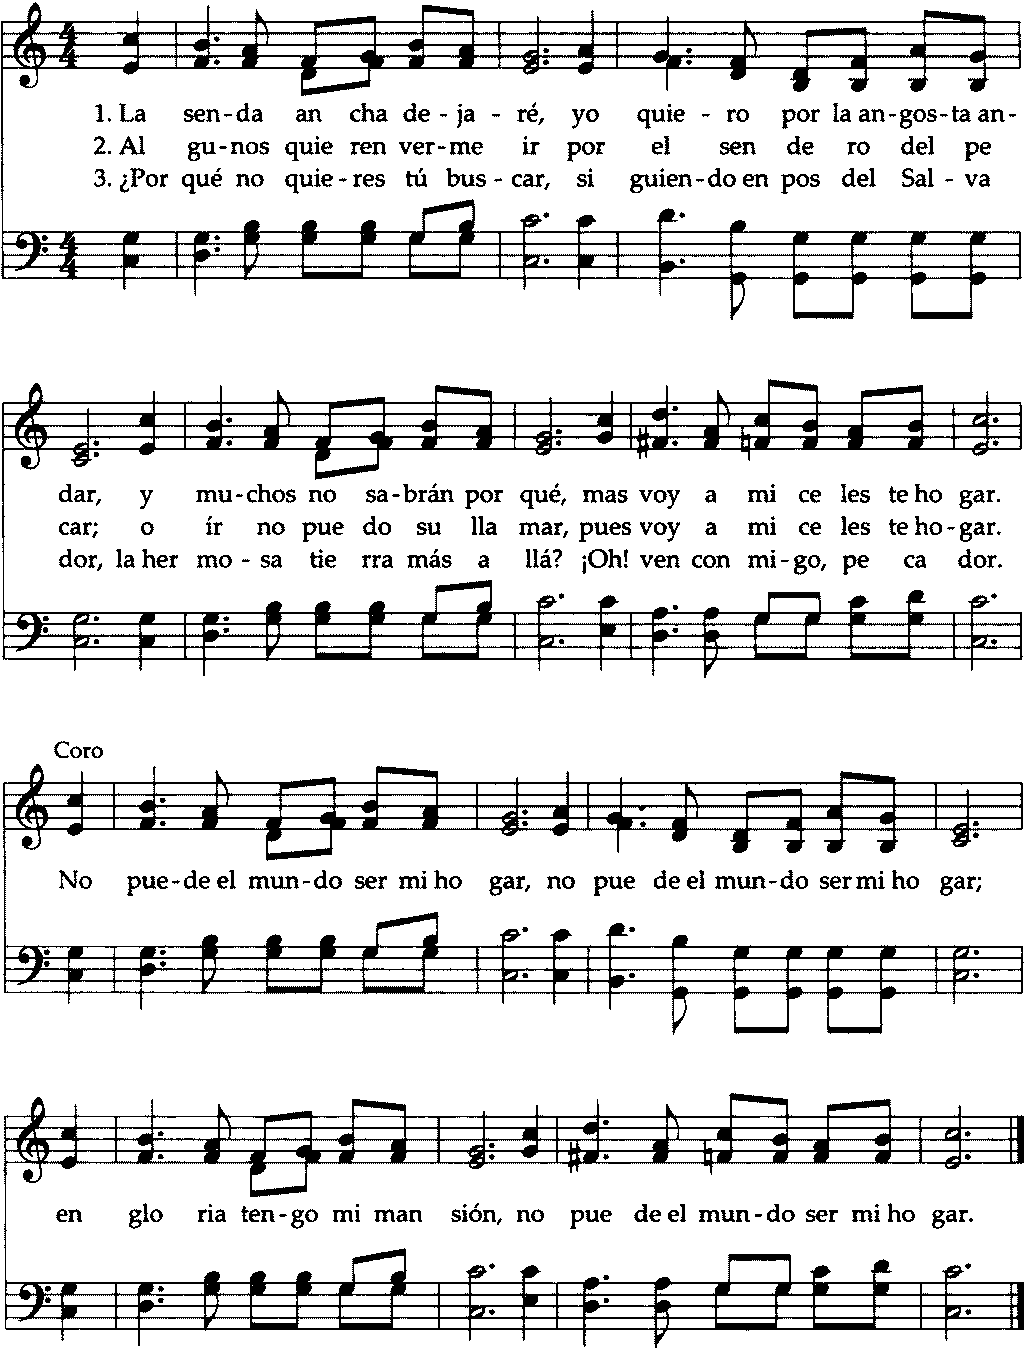 1. La sen-da an cha de-ja-ré, yo quie-ro por la an-gos-ta an-
2. Al gu-nos quie ren ver-me ir por el sen de ro del pe
3. ¿Por qué no quie-res tú bus-car, si guien-do en pos del Sal-va
dar, y mu-chos no sa-brán por qué, mas voy a mi ce les te ho gar.
car; o ír no pue do su lla mar, pues voy a mi ce les te ho-gar.
dor, la her mo-sa tie rra más a llá? ¡Oh! ven con mi-go, pe ca dor.
Coro
No pue-de el mun-do ser mi ho gar, no pue de el mun-do ser mi ho gar;
en glo ria ten-go mi man sión, no pue de el mun-do ser mi ho gar.